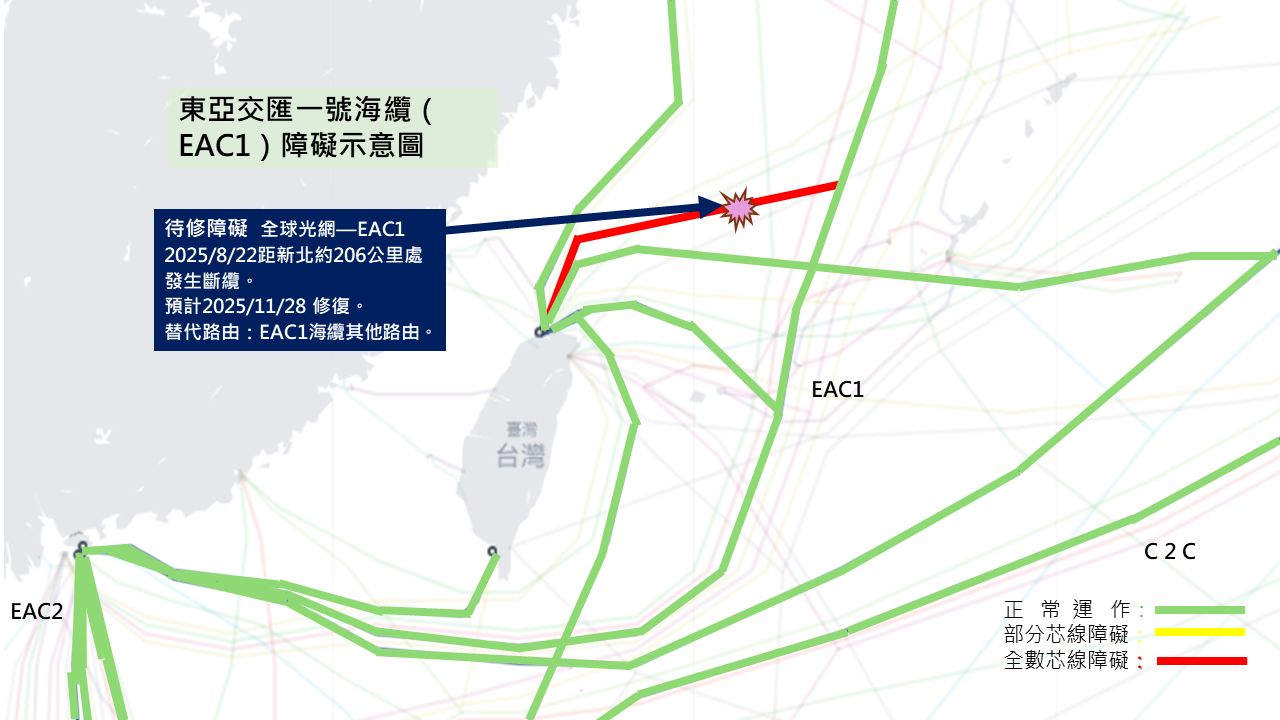 東亞交匯一號海纜（
EAC1）障礙示意圖
待修障礙 全球光網—EAC1
2025/8/22距新北約206公里處
發生斷纜。
預計2025/11/28 修復。
替代路由：EAC1海纜其他路由。
EAC1
臺灣
台灣
C 2 C
EAC2
正 常 運 作：
部分芯線障礙：
全數芯線障礙：